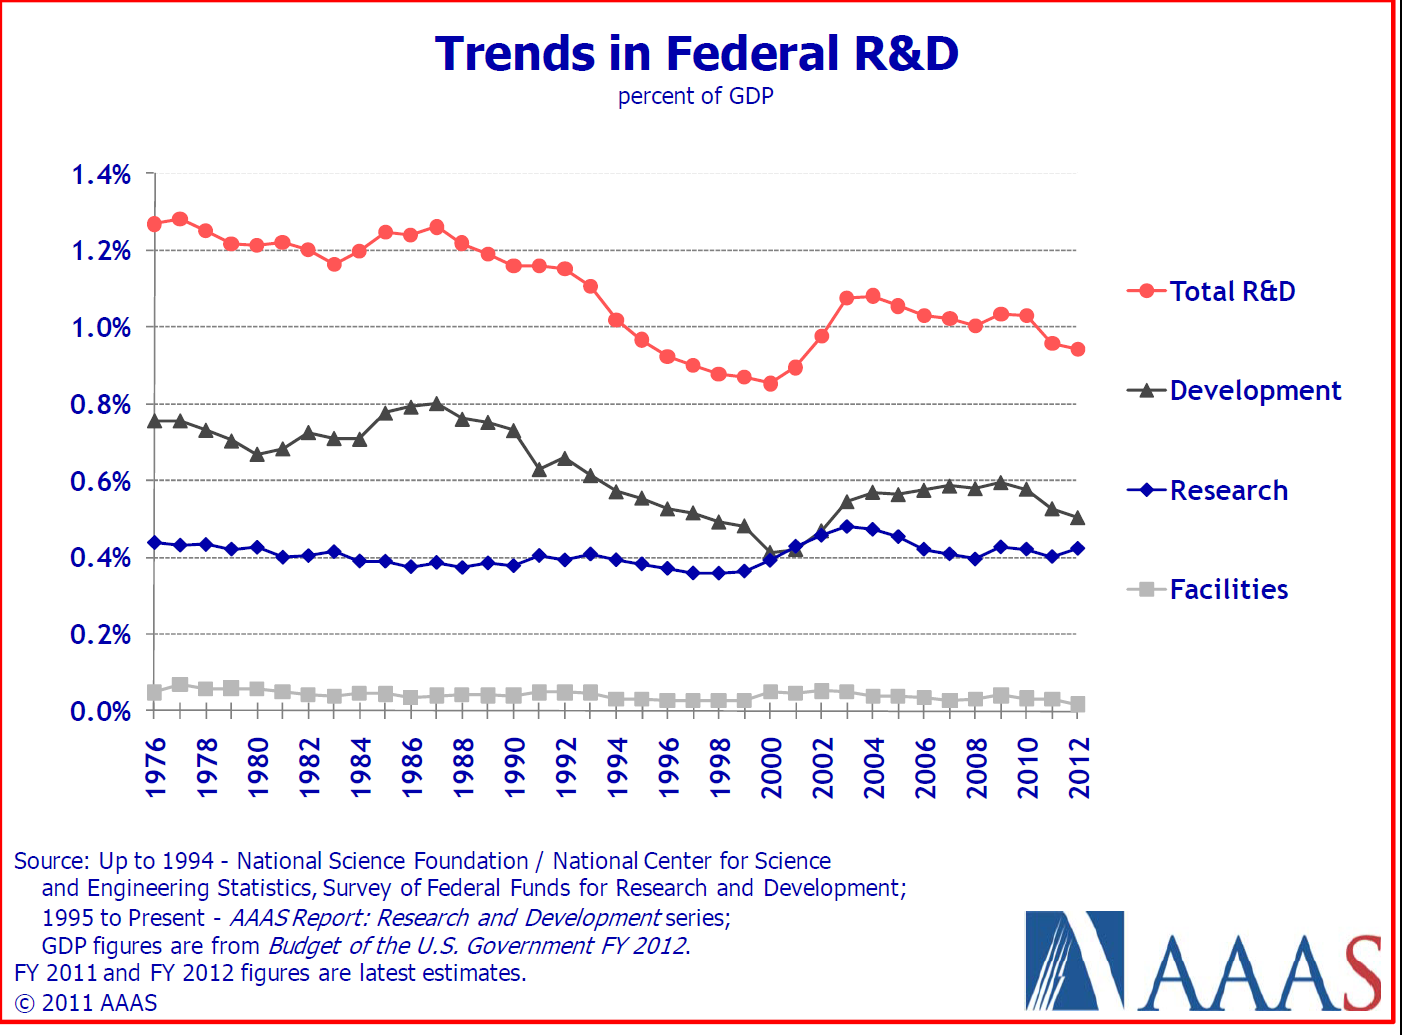 Trends in Federal R&D
percent of GDP
1.4%
1.2%
1.0%
0.8%
0.6%
0.4%
0.2%
0.0%
Total R&D
Development
Research
Facilities
1976
1978
1980
1982
1984
1986
1988
1990
1992
1994
1996
1998
2000
2002
2004
2006
2008
2010
2012
Source: Up to 1994 - National Science Foundation / National Center for Science
and Engineering Statistics, Survey of Federal Funds for Research and Development;
1995 to Present - AAAS Report: Research and Development series;
GDP figures are from Budget of the U.S. Government FY 2012.
FY 2011 and FY 2012 figures are latest estimates.
© 2011 AAAS
AAAS